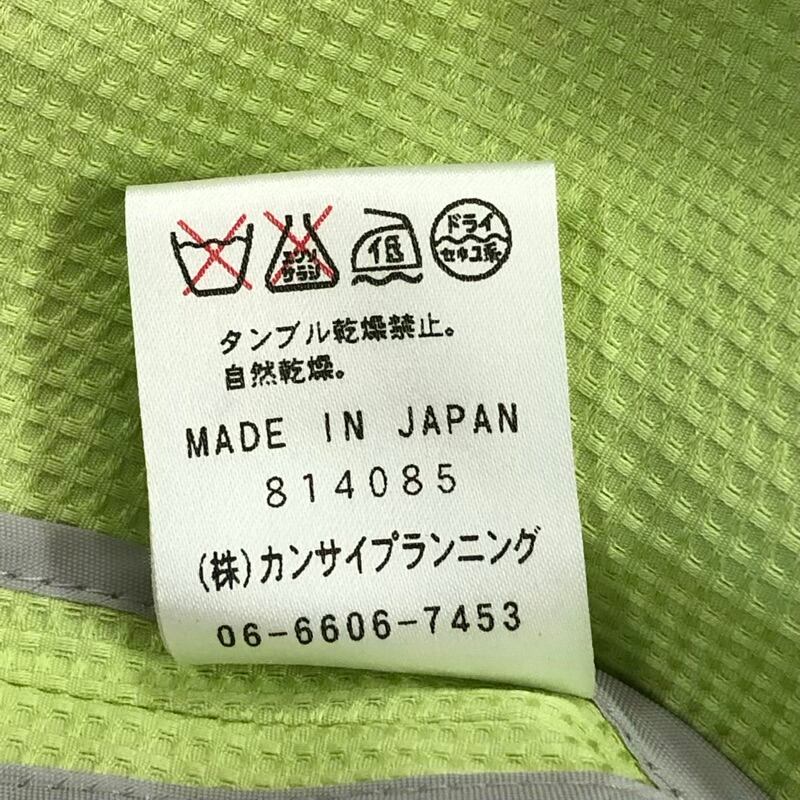 エンソ
サラシ
低
ドライ
セキユ系
タンブル乾燥禁止。
自然乾燥。
MADE IN JAPAN
814085
(株)カンサイプランニング
06-6606-7453